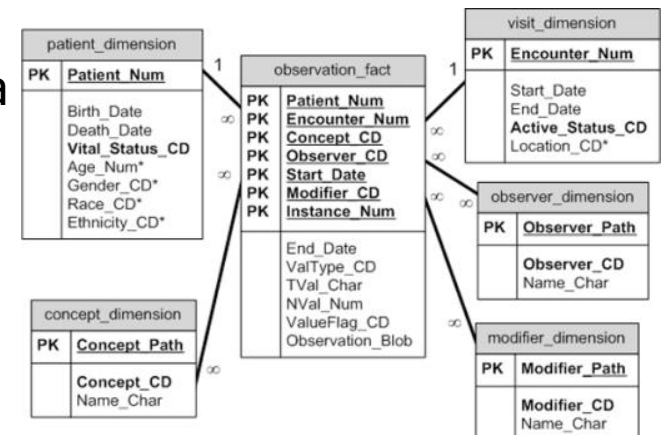 a
patient_dimension
PK Patient_Num
Birth_Date
Death_Date
Vital_Status_CD
Age_Num*
Gender_CD*
Race_CD*
Ethnicity_CD*
1
∞
∞
observation_fact
PK Patient_Num
PK Encounter_Num
PK Concept_CD
PK Observer_CD
PK Start_Date
PK Modifier_CD
PK Instance_Num
End_Date
ValType_CD
TVal_Char
NVal_Num
ValueFlag_CD
Observation_Blob
1
∞
∞
∞
visit_dimension
PK Encounter_Num
Start_Date
End_Date
Active_Status_CD
Location_CD*
∞
observer_dimension
PK Observer_Path
Observer_CD
Name_Char
concept_dimension
PK Concept_Path
Concept_CD
Name_Char
∞
∞
modifier_dimension
PK Modifier_Path
Modifier_CD
Name_Char